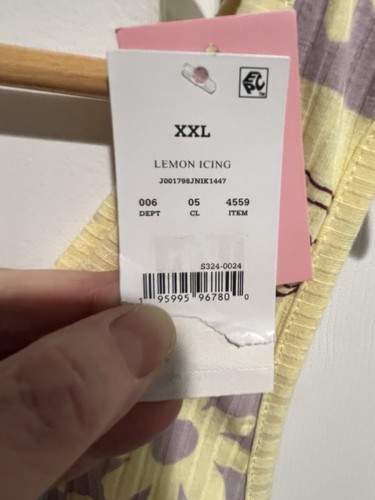 XXL
LEMON ICING
J001798JNIK1447
006 05 4559
DEPT CL ITEM
S324-0024
1 95995 96780 0